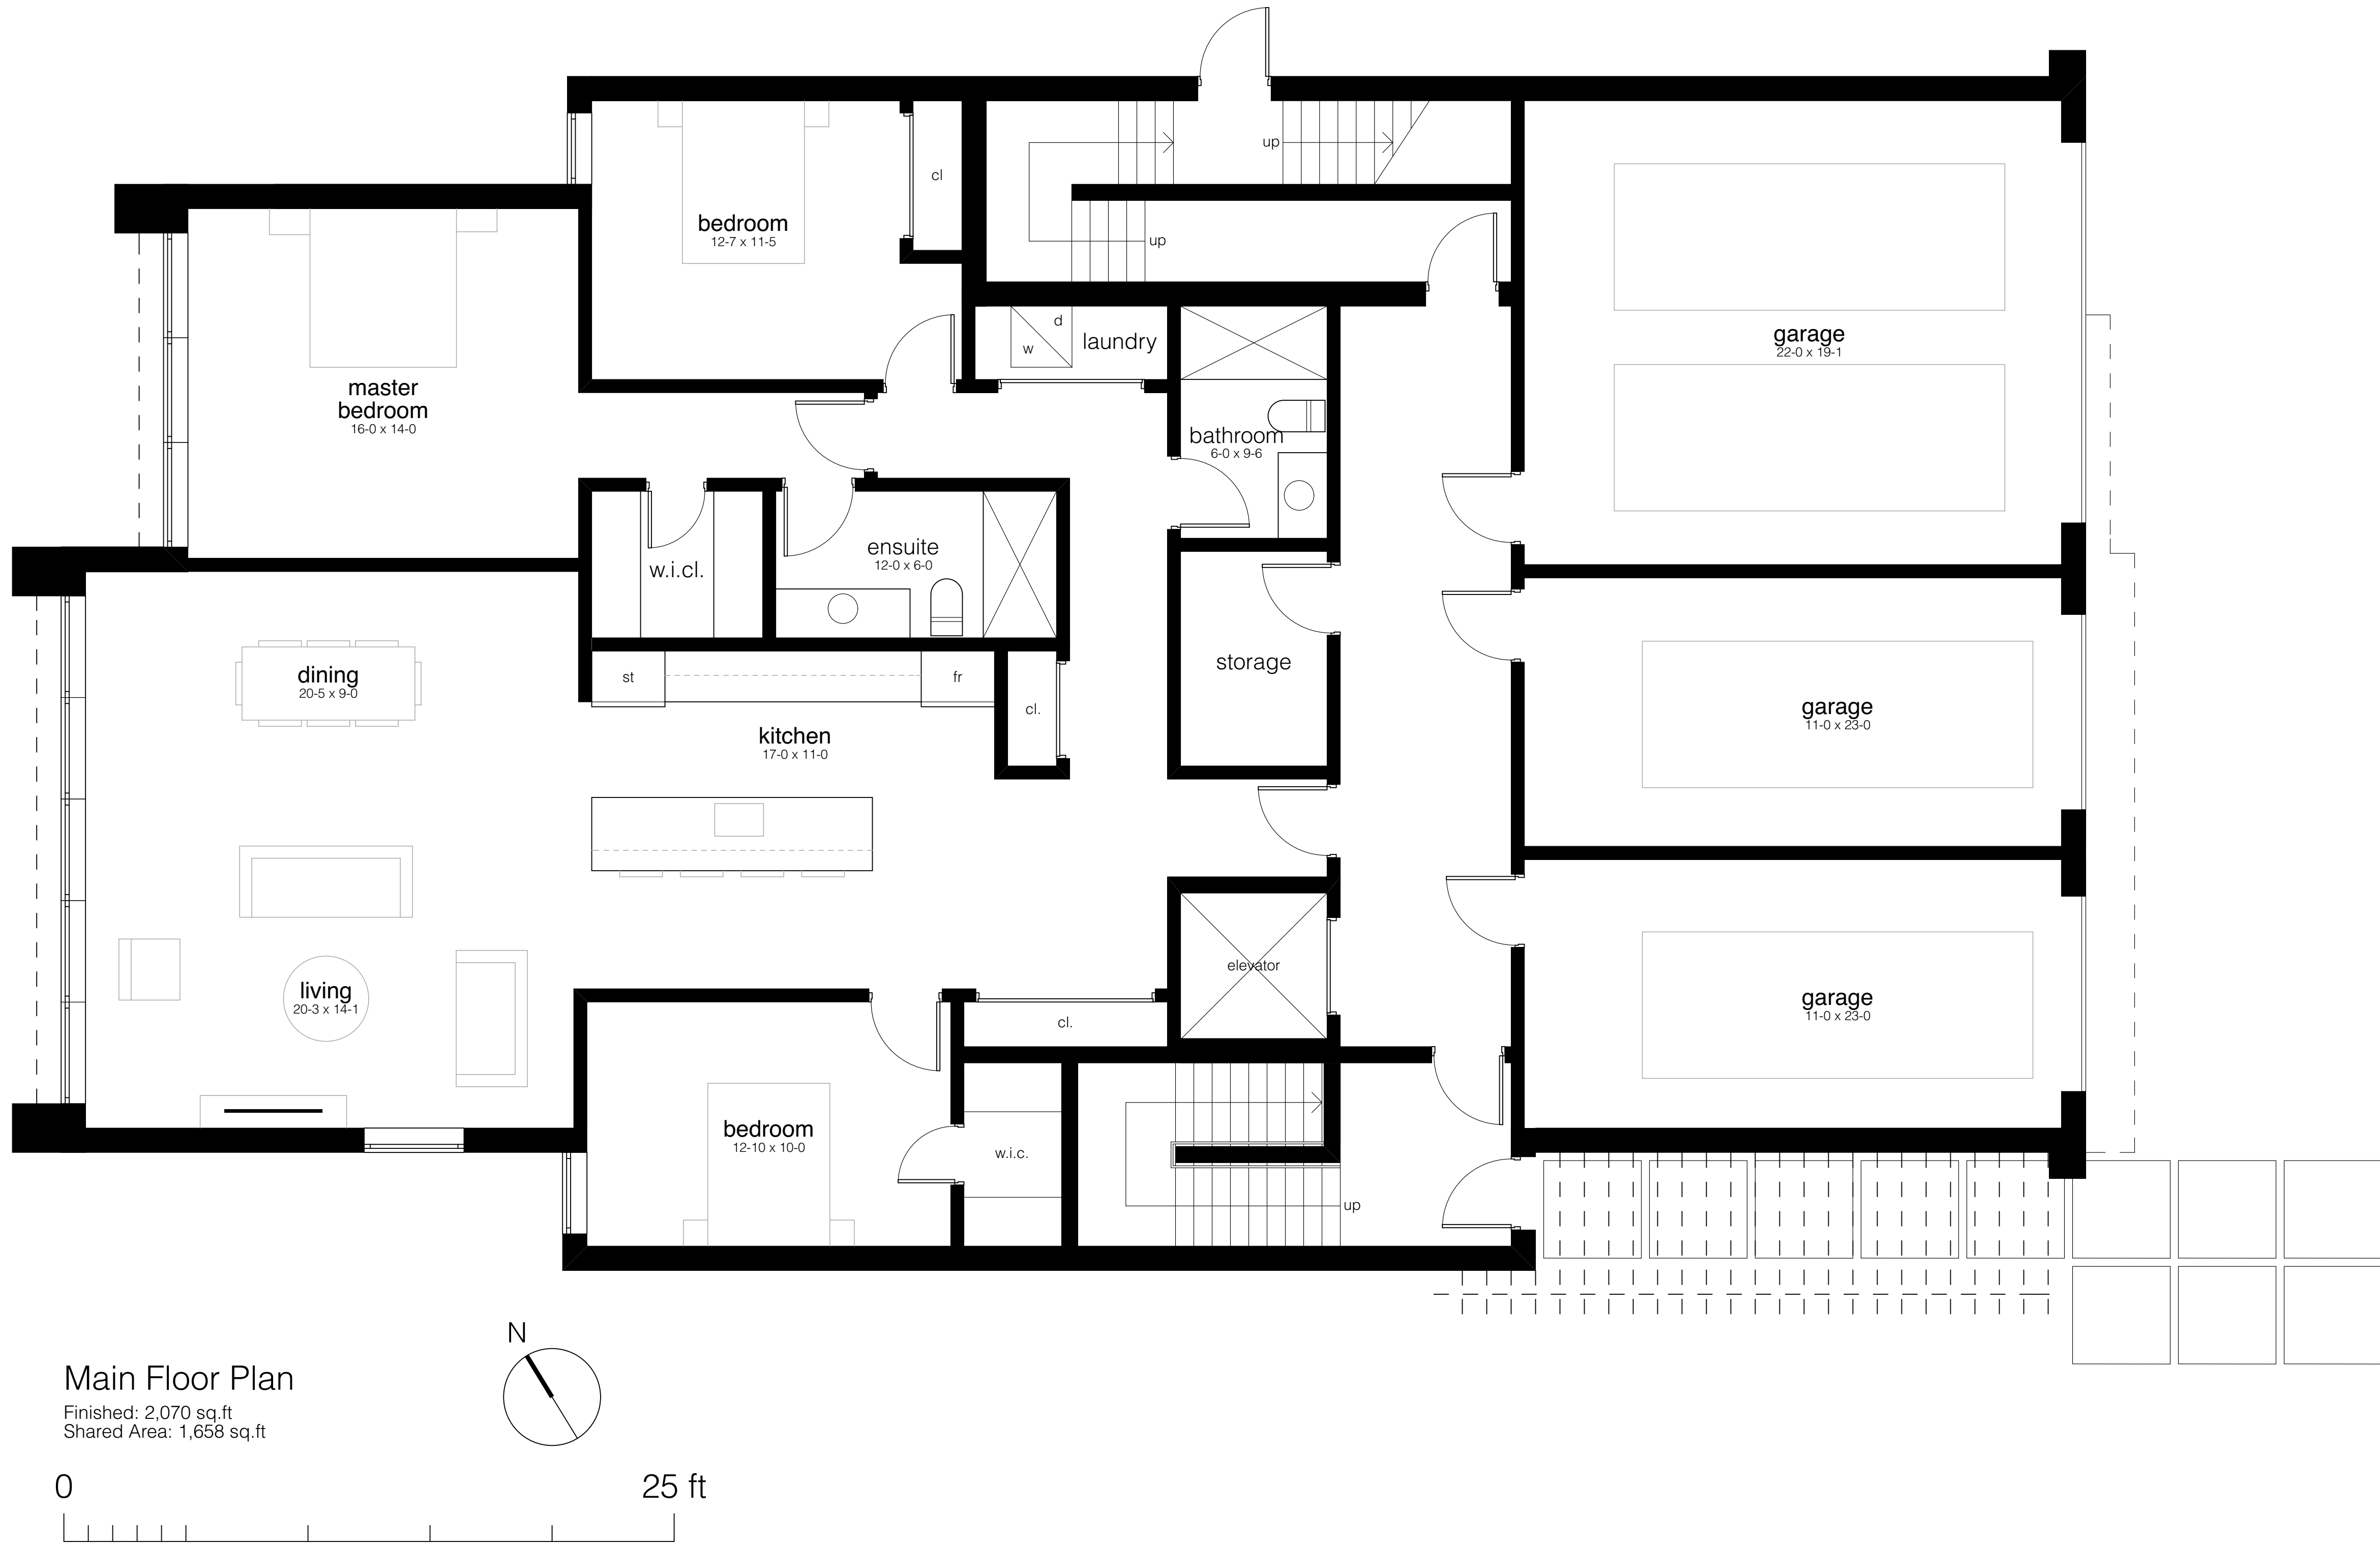 up
cl
bedroom
12-7 x 11-5
up
d
w
laundry
garage
22-0 x 19-1
master
bedroom
16-0 x 14-0
bathroom
6-0 x 9-6
ensuite
12-0 x 6-0
w.i.cl.
storage
dining
20-5 x 9-0
st
fr
cl.
garage
11-0 x 23-0
kitchen
17-0 x 11-0
elevator
living
20-3 x 14-1
garage
11-0 x 23-0
cl.
bedroom
12-10 x 10-0
w.i.c.
up
N
Main Floor Plan
Finished: 2,070 sq.ft
Shared Area: 1,658 sq.ft
0
25 ft